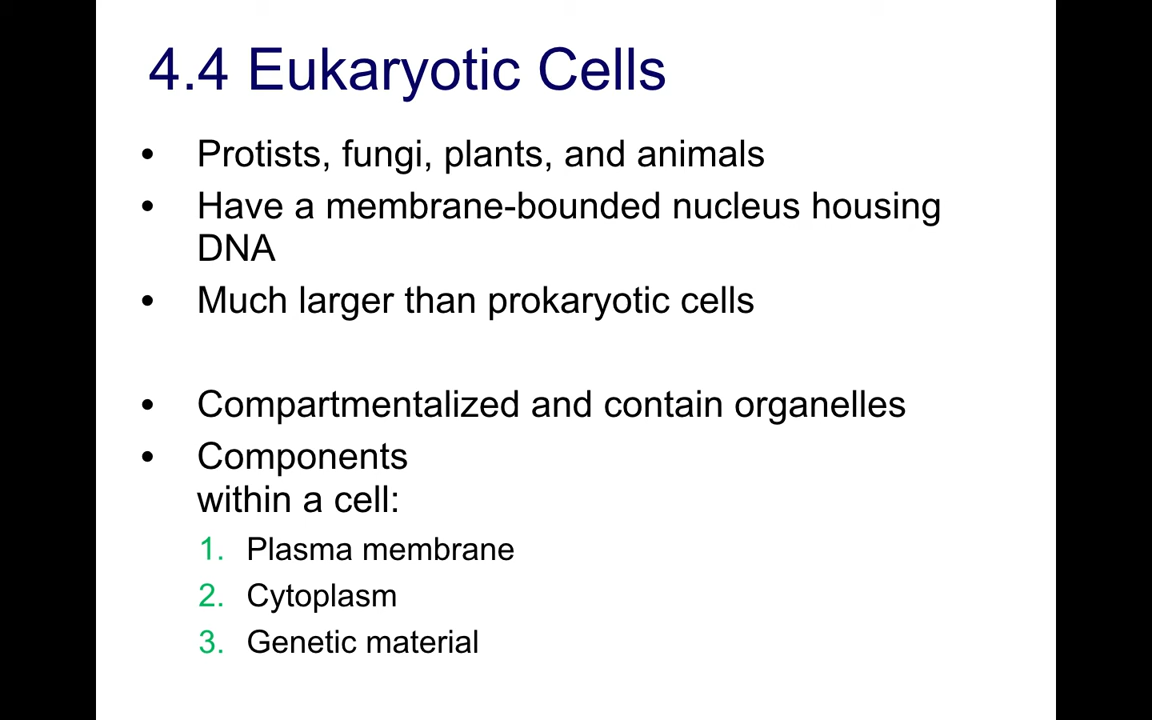 4.4 Eukaryotic Cells
• Protists, fungi, plants, and animals
• Have a membrane-bounded nucleus housing
DNA
• Much larger than prokaryotic cells
• Compartmentalized and contain organelles
• Components
within a cell:
1. Plasma membrane
2. Cytoplasm
3. Genetic material